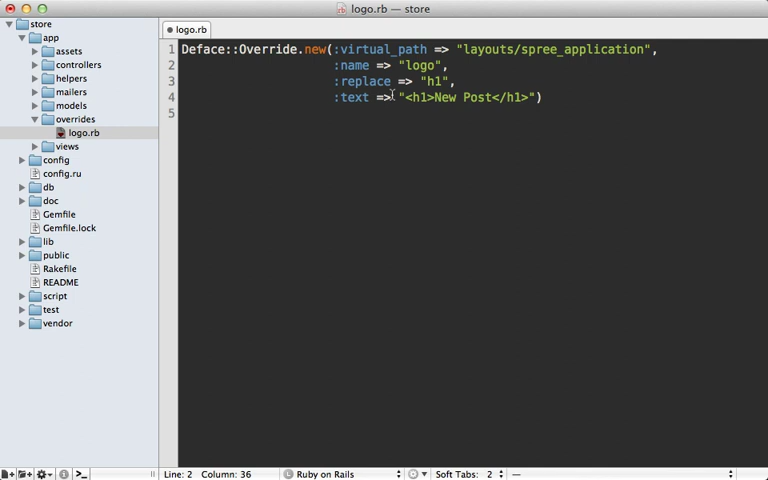 logo.rb — store
store
app
assets
controllers
helpers
mailers
models
overrides
logo.rb
views
config
config.ru
db
doc
Gemfile
Gemfile.lock
lib
public
Rakefile
README
script
test
vendor
logo.rb
1 Deface::Override.new(:virtual_path => "layouts/spree_application",
2 :name => "logo",
3 :replace => "h1",
4 :text => "<h1>New Post</h1>")
5
Line: 2 Column: 36 Ruby on Rails Soft Tabs: 2 —